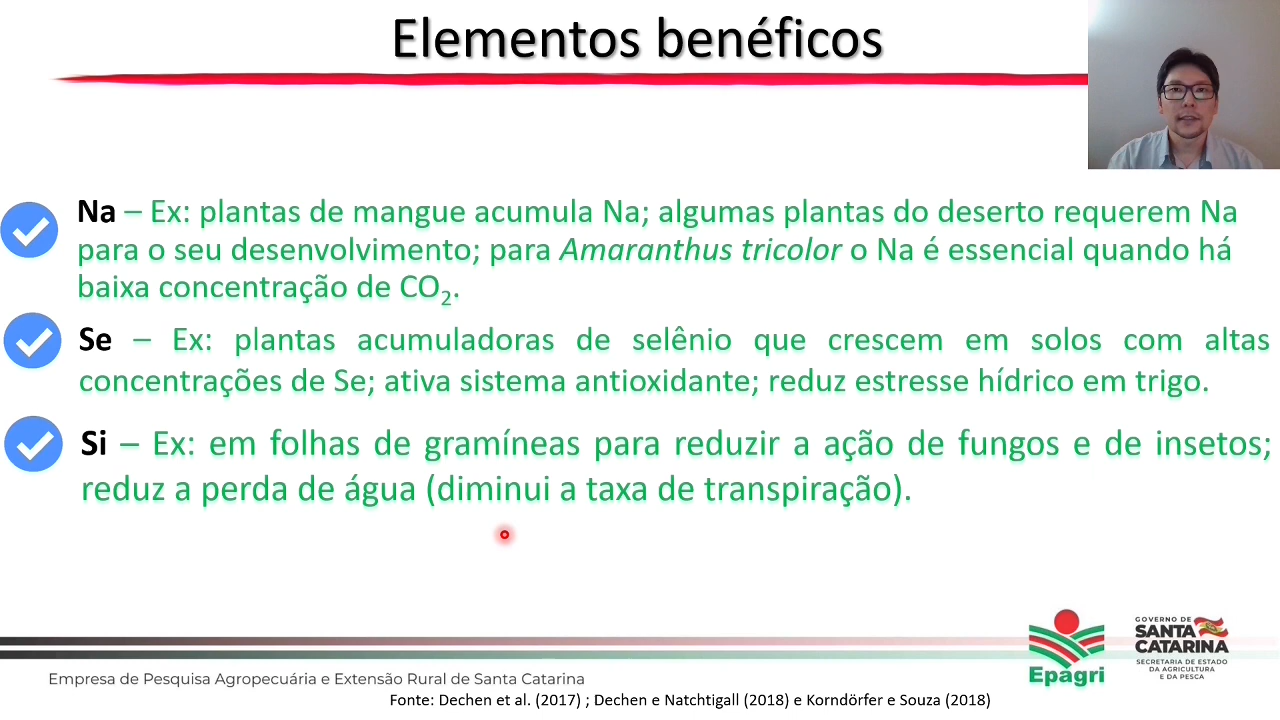 Elementos benéficos
Na – Ex: plantas de mangue acumula Na; algumas plantas do deserto requerem Na
para o seu desenvolvimento; para Amaranthus tricolor o Na é essencial quando há
baixa concentração de CO₂.
Se – Ex: plantas acumuladoras de selênio que crescem em solos com altas
concentrações de Se; ativa sistema antioxidante; reduz estresse hídrico em trigo.
Si – Ex: em folhas de gramíneas para reduzir a ação de fungos e de insetos;
reduz a perda de água (diminui a taxa de transpiração).
Epagri
GOVERNO DE
SANTA
CATARINA
SECRETARIA DE ESTADO
DA AGRICULTURA
E DA PESCA
Empresa de Pesquisa Agropecuária e Extensão Rural de Santa Catarina
Fonte: Dechen et al. (2017) ; Dechen e Natchtigall (2018) e Korndörfer e Souza (2018)